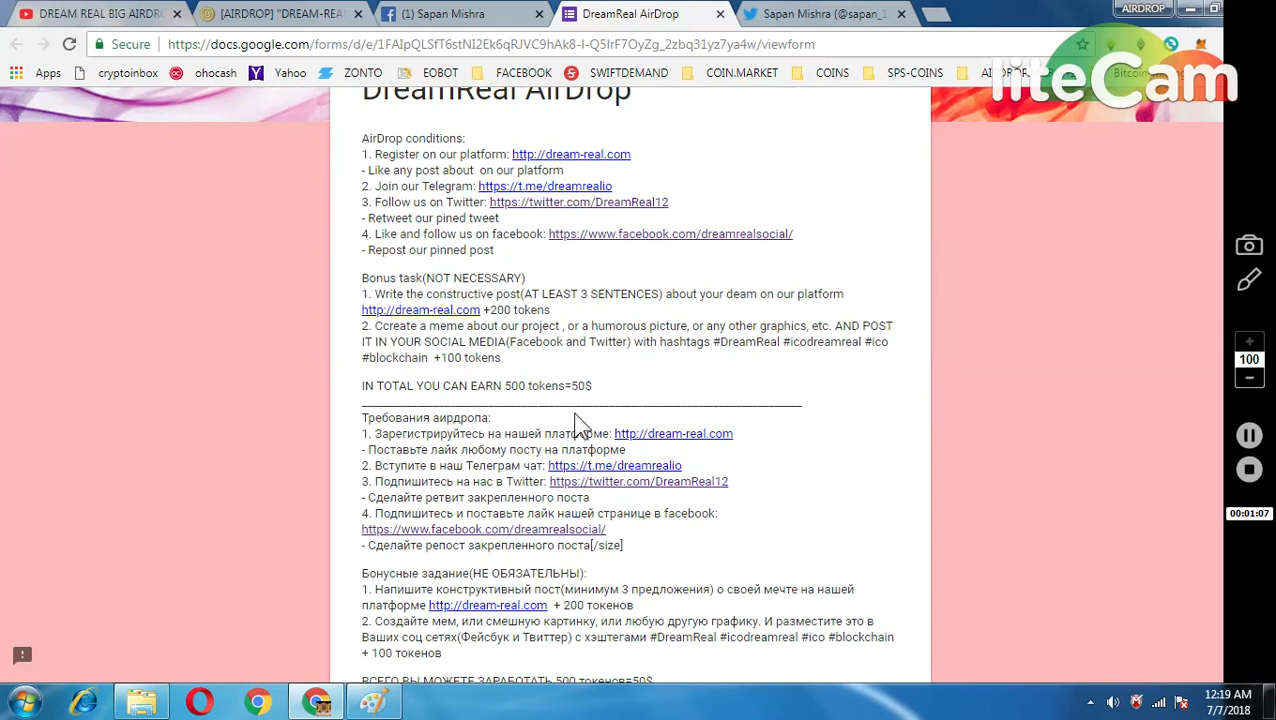 DREAM REAL BIG AIRDRO
[AIRDROP] "DREAM-REAL
(1) Sapan Mishra
DreamReal AirDrop
Sapan Mishra (@sapan_1
AIRDROP
Secure
https://docs.google.com/forms/d/e/1FAIpQLSfT6stNI2Ek6qRJVC9hAk8-l-Q5lrF7OyZg_2zbq31yz7ya4w/viewform
Apps
cryptoinbox
ohocash
Yahoo
ZONTO
EOBOT
FACEBOOK
SWIFTDEMAND
COIN.MARKET
COINS
SPS-COINS
AIRDROP
Bitcoin
liteCam
DreamReal AirDrop
AirDrop conditions:
1. Register on our platform: http://dream-real.com
- Like any post about  on our platform
2. Join our Telegram: https://t.me/dreamrealio
3. Follow us on Twitter: https://twitter.com/DreamReal12
- Retweet our pined tweet
4. Like and follow us on facebook: https://www.facebook.com/dreamrealsocial/
- Repost our pinned post
Bonus task(NOT NECESSARY)
1. Write the constructive post(AT LEAST 3 SENTENCES) about your deam on our platform
http://dream-real.com +200 tokens
2. Ccreate a meme about our project , or a humorous picture, or any other graphics, etc. AND POST
IT IN YOUR SOCIAL MEDIA(Facebook and Twitter) with hashtags #DreamReal #icodreamreal #ico
#blockchain  +100 tokens
IN TOTAL YOU CAN EARN 500 tokens=50$
Требования аирдропа:
1. Зарегистрируйтесь на нашей платформе: http://dream-real.com
- Поставьте лайк любому посту на платформе
2. Вступите в наш Телеграм чат: https://t.me/dreamrealio
3. Подпишитесь на нас в Twitter: https://twitter.com/DreamReal12
- Сделайте ретвит закрепленного поста
4. Подпишитесь и поставьте лайк нашей странице в facebook:
https://www.facebook.com/dreamrealsocial/
- Сделайте репост закрепленного поста[/size]
Бонусные задание(НЕ ОБЯЗАТЕЛЬНЫ):
1. Напишите конструктивный пост(минимум 3 предложения) о своей мечте на нашей
платформе http://dream-real.com  + 200 токенов
2. Создайте мем, или смешную картинку, или любую другую графику. И разместите это в
Ваших соц сетях(Фейсбук и Твиттер) с хэштегами #DreamReal #icodreamreal #ico #blockchain
+ 100 токенов
ВСЕГО ВЫ МОЖЕТЕ ЗАРАБОТАТЬ 500 токенов=50$
100
00:01:07
12:19 AM
7/7/2018